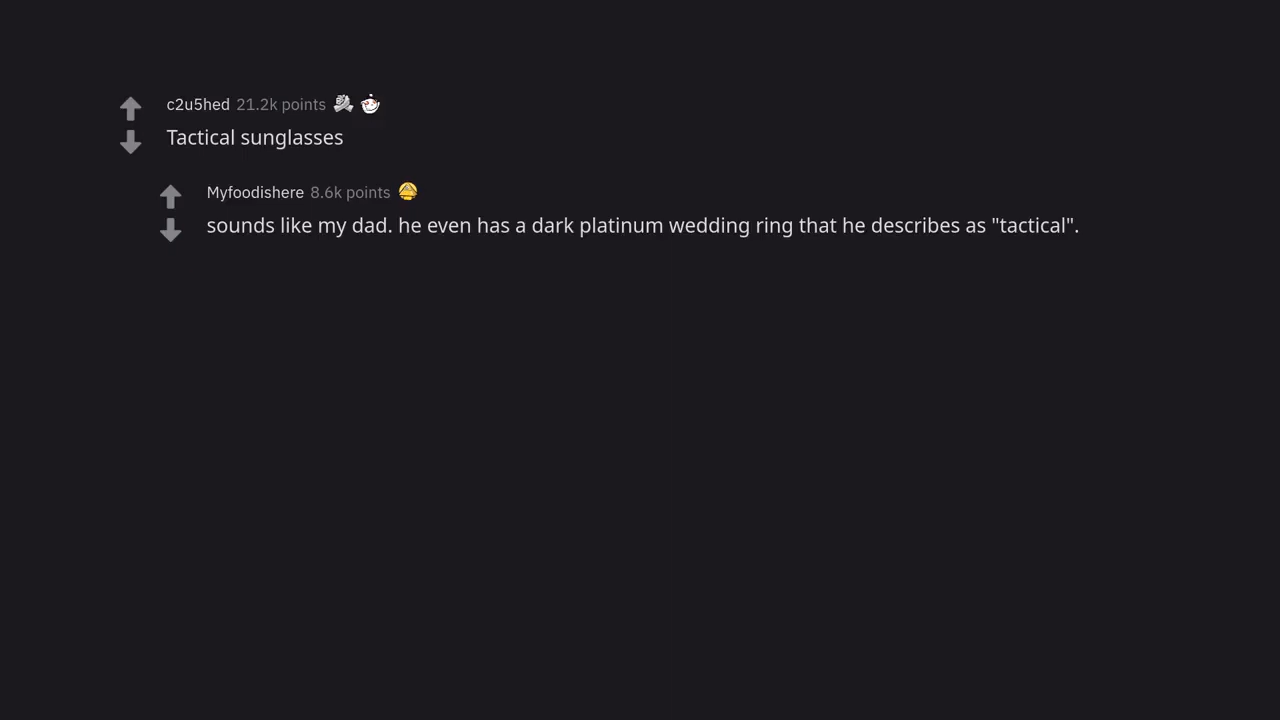 c2u5hed 21.2k points
Tactical sunglasses
Myfoodishere 8.6k points
sounds like my dad. he even has a dark platinum wedding ring that he describes as "tactical".